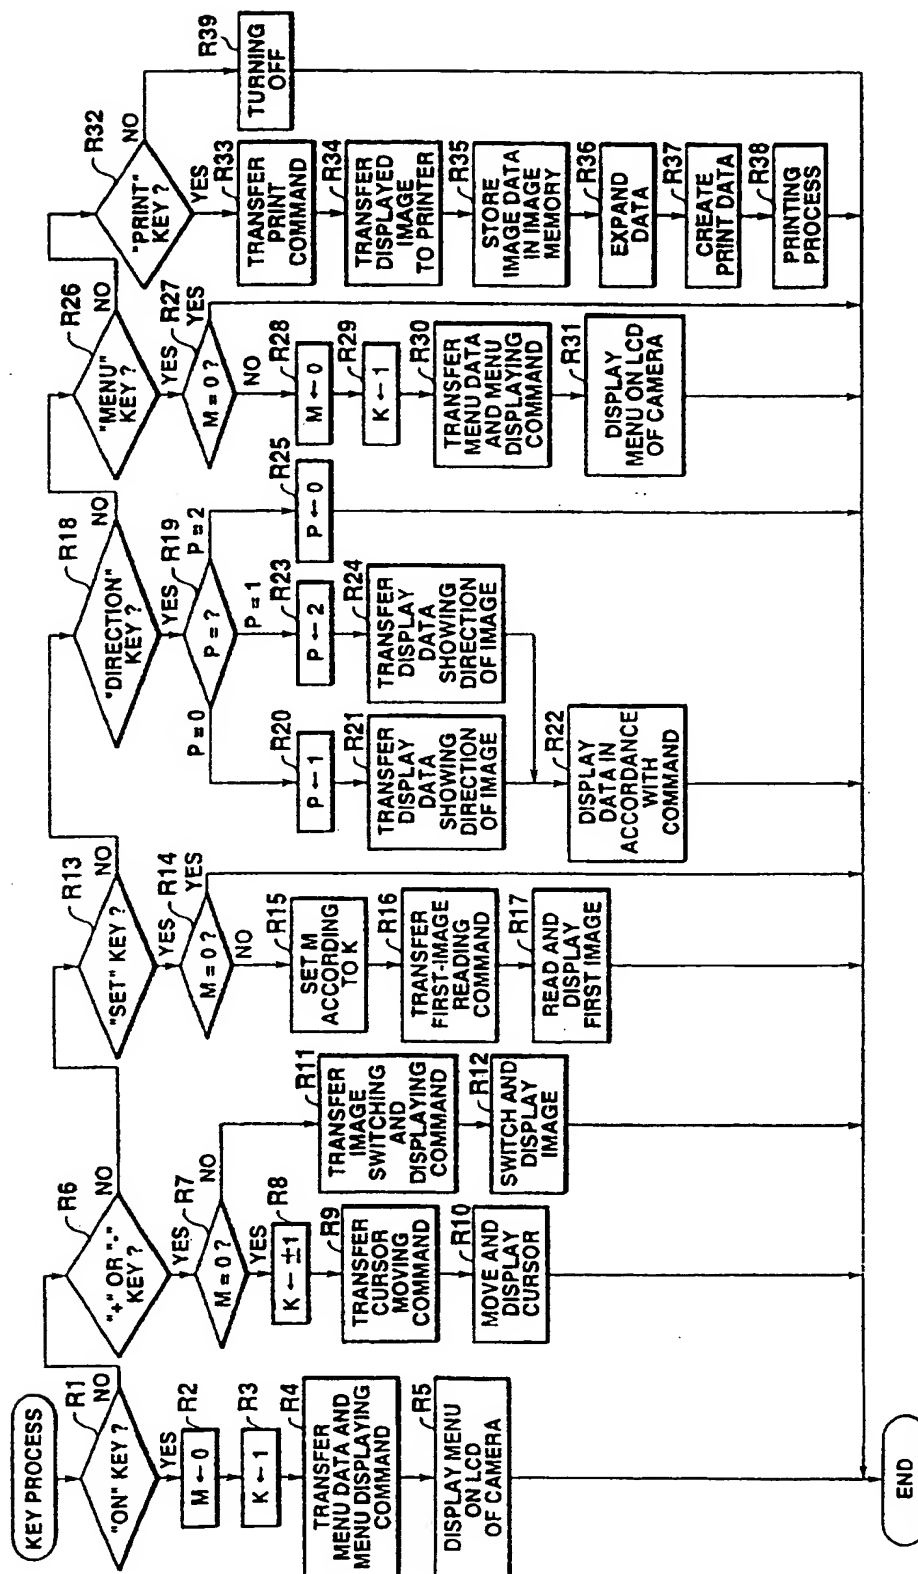 KEY PROCESS
R1
"ON" KEY ?
NO
YES
R2
M ← 0
R3
K ← 1
R4
TRANSFER
MENU DATA AND
MENU DISPLAYING
COMMAND
R5
DISPLAY MENU
ON LCD
OF CAMERA
END
R6
"+" OR "-"
KEY ?
NO
YES
R7
M = 0 ?
NO
YES
R8
K ← ±1
R9
TRANSFER
CURSOR
MOVING
COMMAND
R10
MOVE AND
DISPLAY
CURSOR
R11
TRANSFER
IMAGE
SWITCHING
AND
DISPLAYING
COMMAND
R12
SWITCH AND
DISPLAY
IMAGE
R13
"SET" KEY ?
NO
YES
R14
M = 0 ?
YES
NO
R15
SET M
ACCORDING
TO K
R16
TRANSFER
FIRST-IMAGE
READING
COMMAND
R17
READ AND
DISPLAY
FIRST IMAGE
R18
"DIRECTION"
KEY ?
NO
YES
R19
P = ?
P = 0
P = 1
P = 2
R20
P ← 1
R21
TRANSFER
DISPLAY
DATA
SHOWING
DIRECTION
OF IMAGE
R22
DISPLAY
DATA IN
ACCORDANCE
WITH
COMMAND
R23
P ← 2
R24
TRANSFER
DISPLAY
DATA
SHOWING
DIRECTION
OF IMAGE
R25
P ← 0
R26
"MENU"
KEY ?
NO
YES
R27
M = 0 ?
YES
NO
R28
M ← 0
R29
K ← 1
R30
TRANSFER
MENU DATA
AND MENU
DISPLAYING
COMMAND
R31
DISPLAY
MENU ON LCD
OF CAMERA
R32
"PRINT"
KEY ?
NO
YES
R33
TRANSFER
PRINT
COMMAND
R34
TRANSFER
DISPLAYED
IMAGE
TO PRINTER
R35
STORE
IMAGE DATA
IN IMAGE
MEMORY
R36
EXPAND
DATA
R37
CREATE
PRINT DATA
R38
PRINTING
PROCESS
R39
TURNING
OFF